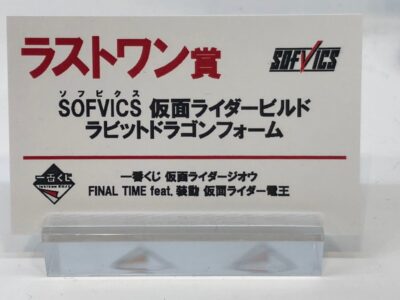 ラストワン賞
SOFVICS
ソフビクス
SOFVICS 仮面ライダービルド
ラビットドラゴンフォーム
一番くじ
一番くじ 仮面ライダージオウ
FINAL TIME feat. 装動 仮面ライダー電王